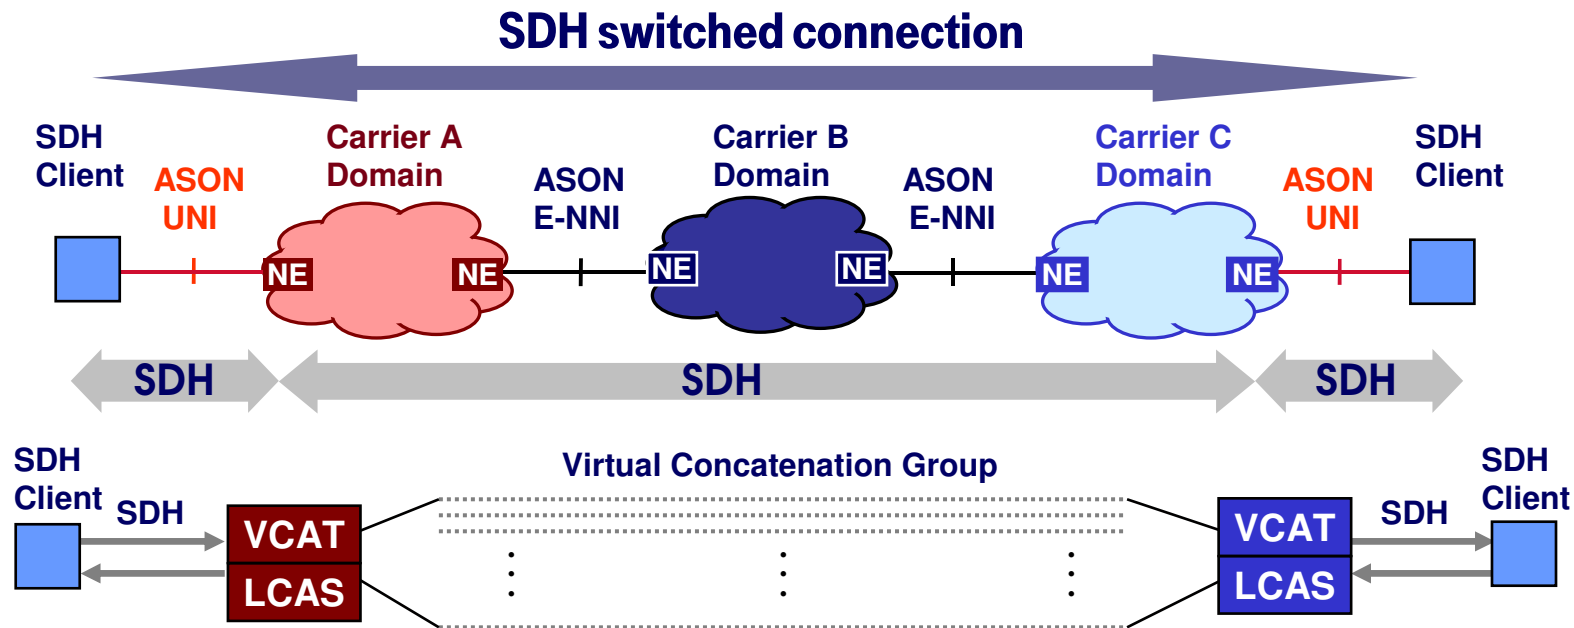 SDH switched connection
SDH
Client
ASON
UNI
Carrier A
Domain
ASON
E-NNI
Carrier B
Domain
ASON
E-NNI
Carrier C
Domain
ASON
UNI
SDH
Client
NE
NE
NE
NE
NE
NE
SDH
SDH
SDH
SDH
Client
SDH
VCAT
LCAS
Virtual Concatenation Group
VCAT
LCAS
SDH
SDH
Client